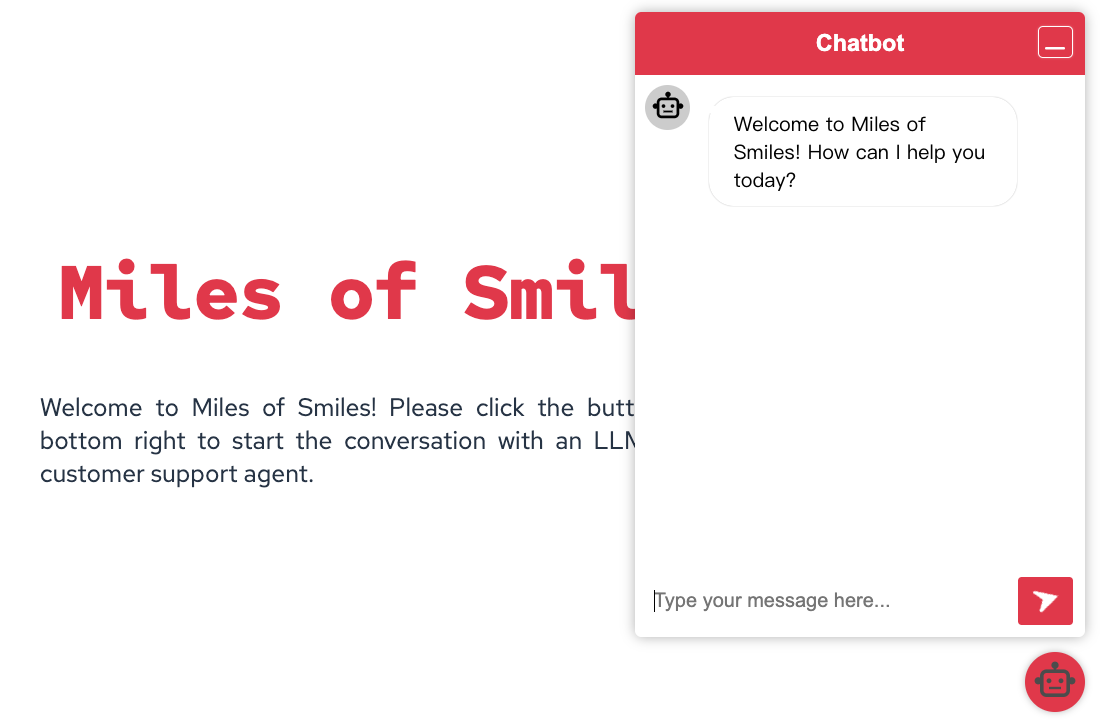 Chatbot
Welcome to Miles of
Smiles! How can I help you
today?
Miles of Smil
Welcome to Miles of Smiles! Please click the butt
bottom right to start the conversation with an LLM
customer support agent.
Type your message here...